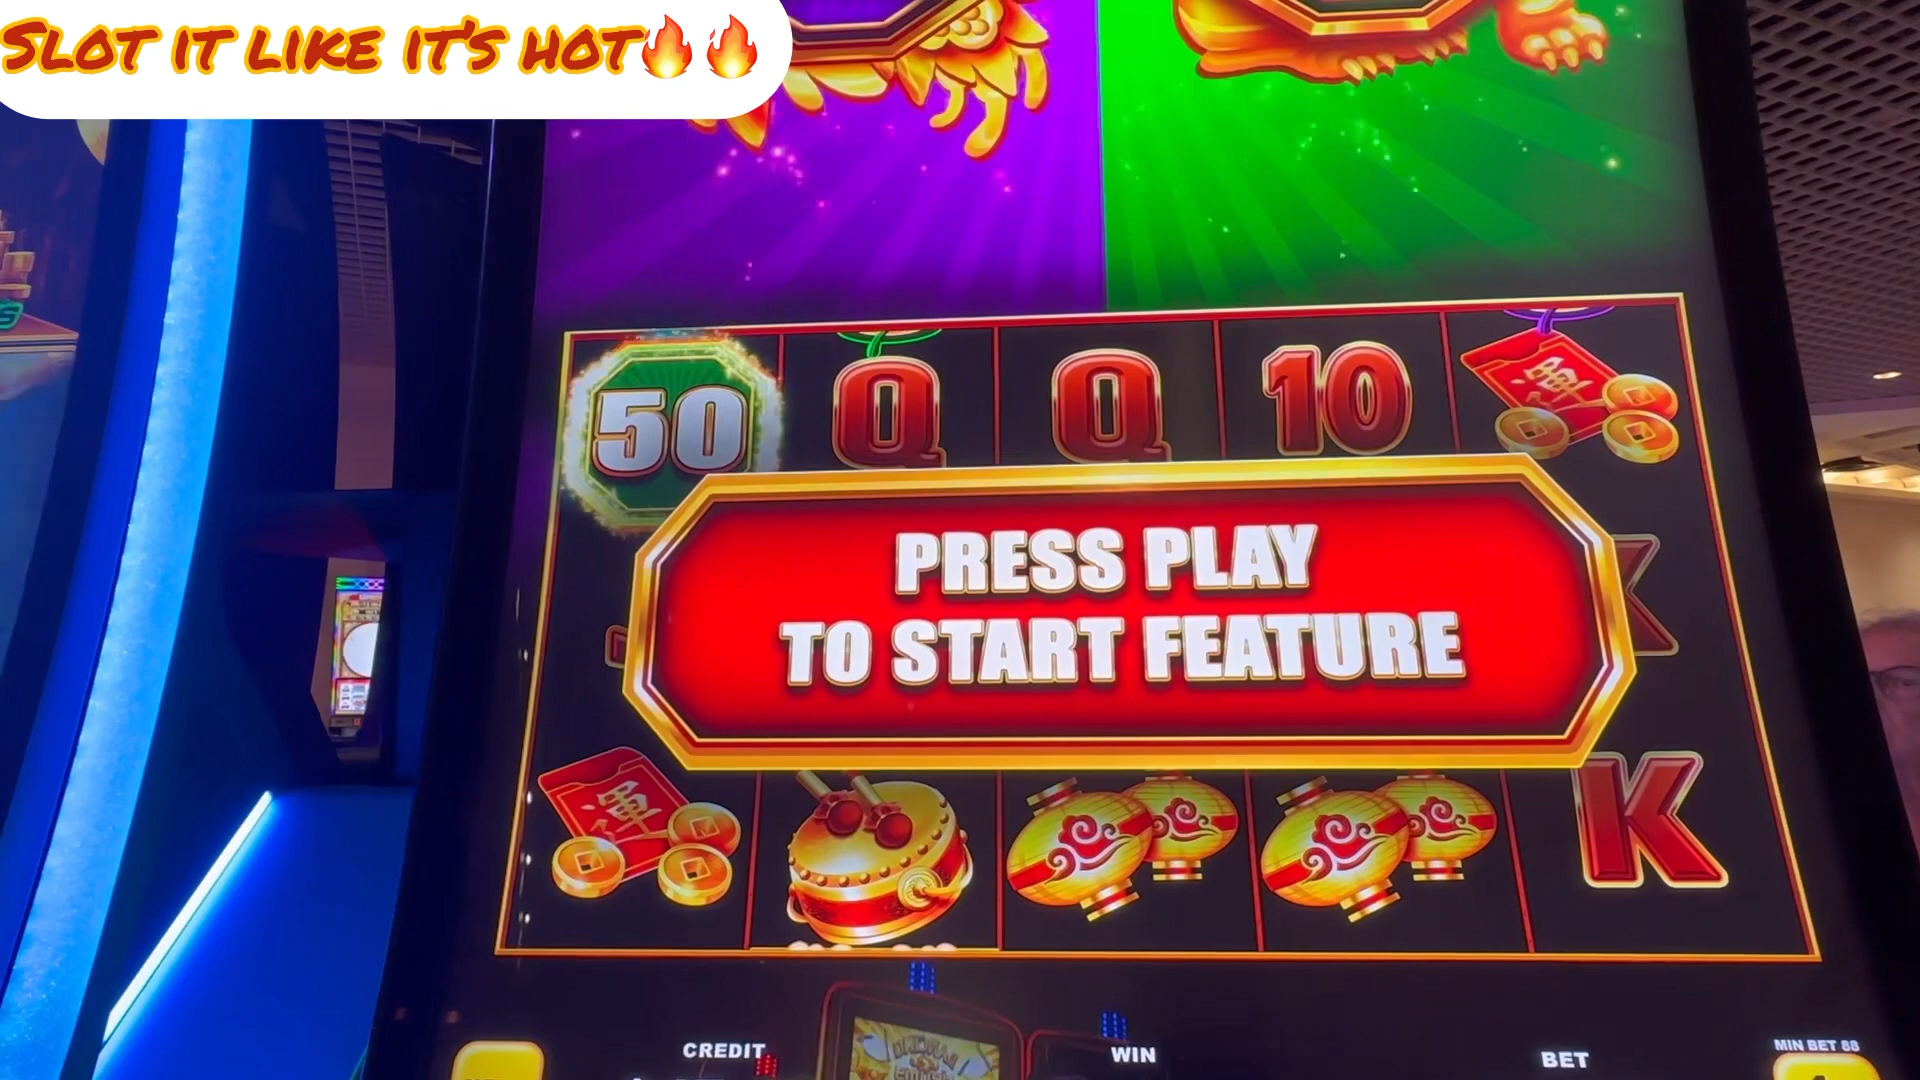 SLOT IT LIKE IT'S HOT🔥🔥
50 Q Q 10 運
PRESS PLAY
TO START FEATURE
K
運 K
CREDIT WIN BET MIN BET 88